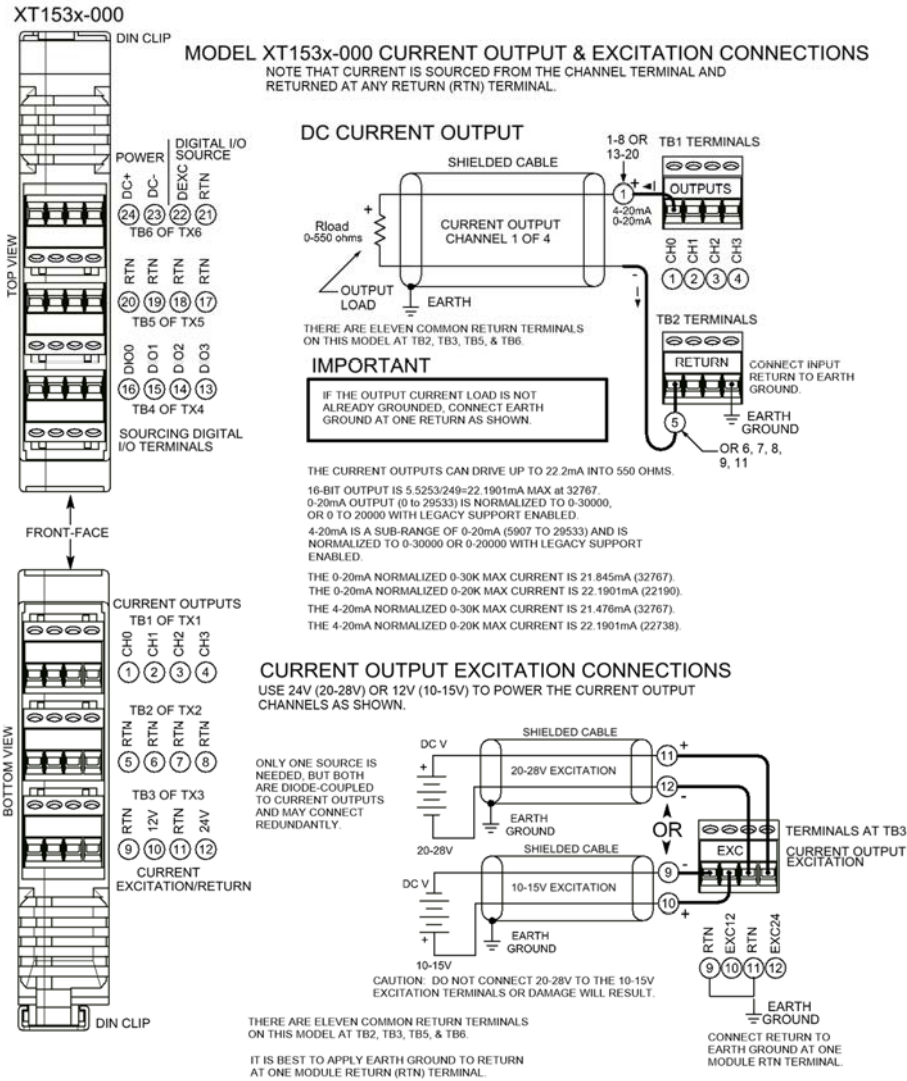 XT153x-000
DIN CLIP
MODEL XT153x-000 CURRENT OUTPUT & EXCITATION CONNECTIONS
NOTE THAT CURRENT IS SOURCED FROM THE CHANNEL TERMINAL AND
RETURNED AT ANY RETURN (RTN) TERMINAL.
TOP VIEW
POWER
DIGITAL I/O
SOURCE
DC+
DC-
DEXC
RTN
24 23 22 21
TB6 OF TX6
RTN RTN RTN RTN
20 19 18 17
TB5 OF TX5
DIO0 DIO1 DIO2 DIO3
16 15 14 13
TB4 OF TX4
SOURCING DIGITAL
I/O TERMINALS
FRONT-FACE
DC CURRENT OUTPUT
SHIELDED CABLE
1-8 OR
13-20
TB1 TERMINALS
OUTPUTS
+
1
4-20mA
0-20mA
Rload
0-550 ohms
+
CURRENT OUTPUT
CHANNEL 1 OF 4
CH0 CH1 CH2 CH3
1 2 3 4
OUTPUT
LOAD
EARTH
-
THERE ARE ELEVEN COMMON RETURN TERMINALS
ON THIS MODEL AT TB2, TB3, TB5, & TB6.
TB2 TERMINALS
RETURN
CONNECT INPUT
RETURN TO EARTH
GROUND.
EARTH
GROUND
5
OR 6, 7, 8,
9, 11
IMPORTANT
IF THE OUTPUT CURRENT LOAD IS NOT
ALREADY GROUNDED, CONNECT EARTH
GROUND AT ONE RETURN AS SHOWN.
THE CURRENT OUTPUTS CAN DRIVE UP TO 22.2mA INTO 550 OHMS.
16-BIT OUTPUT IS 5.5253/249=22.1901mA MAX at 32767.
0-20mA OUTPUT (0 to 29533) IS NORMALIZED TO 0-30000,
OR 0 TO 20000 WITH LEGACY SUPPORT ENABLED.
4-20mA IS A SUB-RANGE OF 0-20mA (5907 TO 29533) AND IS
NORMALIZED TO 0-30000 OR 0-20000 WITH LEGACY SUPPORT
ENABLED.
THE 0-20mA NORMALIZED 0-30K MAX CURRENT IS 21.845mA (32767).
THE 0-20mA NORMALIZED 0-20K MAX CURRENT IS 22.1901mA (22190).
THE 4-20mA NORMALIZED 0-30K MAX CURRENT IS 21.476mA (32767).
THE 4-20mA NORMALIZED 0-20K MAX CURRENT IS 22.1901mA (22738).
BOTTOM VIEW
CURRENT OUTPUTS
TB1 OF TX1
CH0 CH1 CH2 CH3
1 2 3 4
TB2 OF TX2
RTN RTN RTN RTN
5 6 7 8
TB3 OF TX3
RTN 12V RTN 24V
9 10 11 12
CURRENT
EXCITATION/RETURN
DIN CLIP
CURRENT OUTPUT EXCITATION CONNECTIONS
USE 24V (20-28V) OR 12V (10-15V) TO POWER THE CURRENT OUTPUT
CHANNELS AS SHOWN.
ONLY ONE SOURCE IS
NEEDED, BUT BOTH
ARE DIODE-COUPLED
TO CURRENT OUTPUTS
AND MAY CONNECT
REDUNDANTLY.
DC V
+
20-28V
SHIELDED CABLE
20-28V EXCITATION
EARTH
GROUND
11 +
12 -
OR
DC V
+
10-15V
SHIELDED CABLE
10-15V EXCITATION
EARTH
GROUND
9 -
10 +
EXC
TERMINALS AT TB3
CURRENT OUTPUT
EXCITATION
RTN EXC12 RTN EXC24
9 10 11 12
EARTH
GROUND
CONNECT RETURN TO
EARTH GROUND AT ONE
MODULE RTN TERMINAL.
CAUTION: DO NOT CONNECT 20-28V TO THE 10-15V
EXCITATION TERMINALS OR DAMAGE WILL RESULT.
THERE ARE ELEVEN COMMON RETURN TERMINALS
ON THIS MODEL AT TB2, TB3, TB5, & TB6.
IT IS BEST TO APPLY EARTH GROUND TO RETURN
AT ONE MODULE RETURN (RTN) TERMINAL.